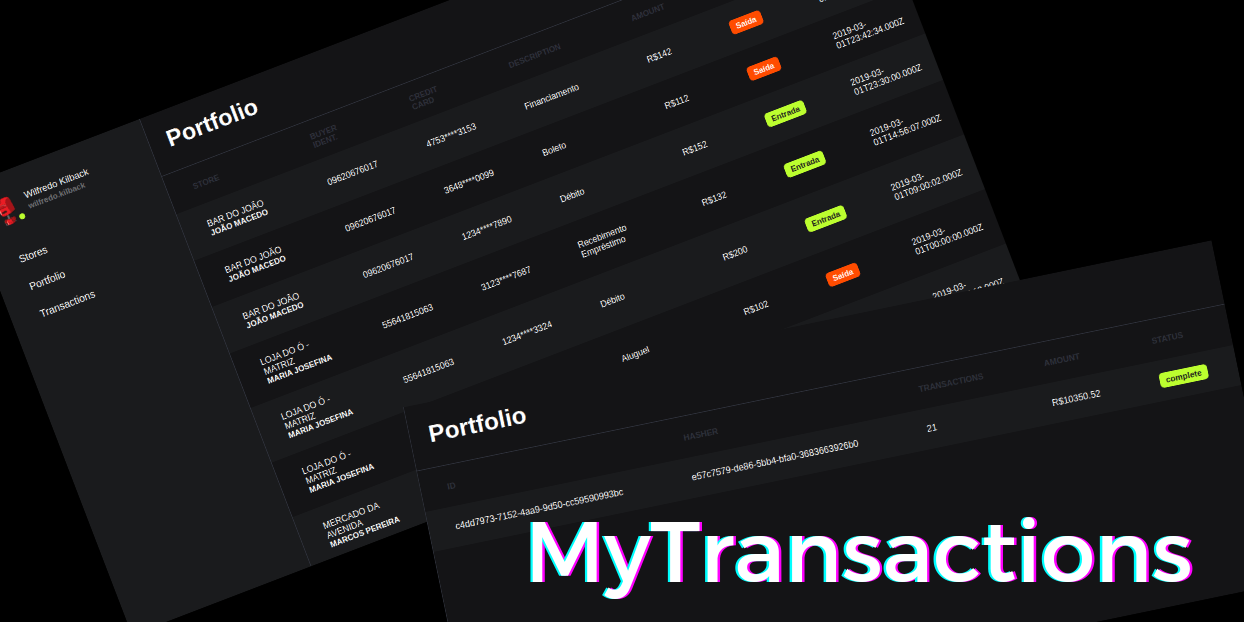 Wilfredo Kilback
wilfredo.kilback
Stores
Portfolio
Transactions
Portfolio
STORE
BUYER
IDENT.
CREDIT
CARD
DESCRIPTION
AMOUNT
BAR DO JOÃO
JOÃO MACEDO
09620676017
4753****3153
Financiamento
R$142
Saída
2019-03-
01T23:42:34.000Z
BAR DO JOÃO
JOÃO MACEDO
09620676017
3648****0099
Boleto
R$112
Saída
2019-03-
01T23:30:00.000Z
BAR DO JOÃO
JOÃO MACEDO
09620676017
1234****7890
Débito
R$152
Entrada
2019-03-
01T14:56:07.000Z
LOJA DO Ó -
MATRIZ
MARIA JOSEFINA
55641815063
3123****7687
Recebimento
Empréstimo
R$132
Entrada
2019-03-
01T09:00:02.000Z
LOJA DO Ó -
MATRIZ
MARIA JOSEFINA
55641815063
1234****3324
Débito
R$200
Entrada
2019-03-
01T00:00:00.000Z
LOJA DO Ó -
MATRIZ
MARIA JOSEFINA
Aluguel
R$102
Saída
2019-03-
MERCADO DA
AVENIDA
MARCOS PEREIRA
Portfolio
ID
HASHER
TRANSACTIONS
AMOUNT
STATUS
c4dd7973-7152-4aa9-9d50-cc59590993bc
e57c7579-de86-5bb4-bfa0-3683663926b0
21
R$10350.52
complete
MyTransactions